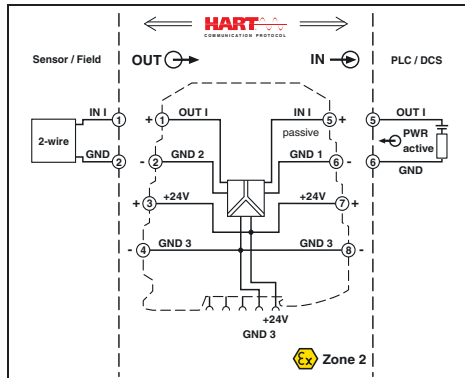 HART
COMMUNICATION PROTOCOL
Sensor / Field
OUT
IN
PLC / DCS
IN I
1
+
1
OUT I
IN I
5
+
5
OUT I
2-wire
passive
PWR
active
GND
2
-
2
GND 2
GND 1
6
-
6
GND
+
3
+24V
+24V
7
+
-
4
GND 3
GND 3
8
-
+24V
GND 3
Ex Zone 2